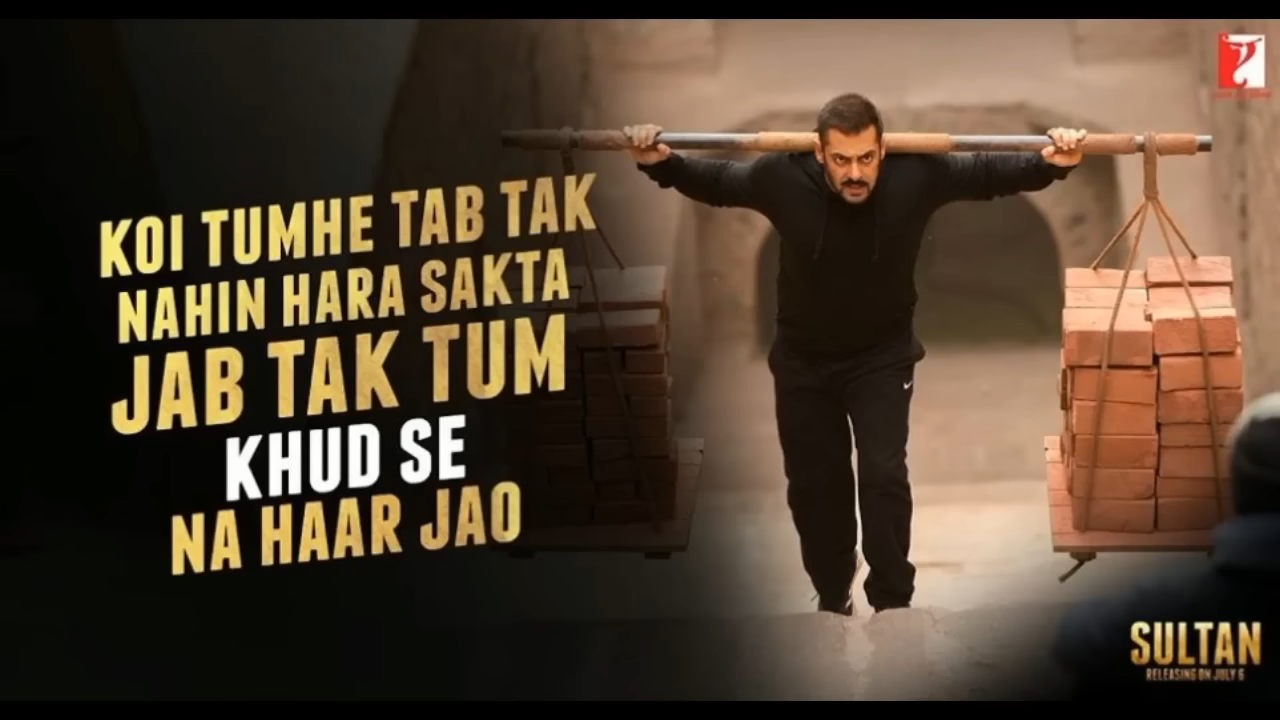 KOI TUMHE TAB TAK
NAHIN HARA SAKTA
JAB TAK TUM
KHUD SE
NA HAAR JAO
SULTAN
RELEASING ON JULY 6